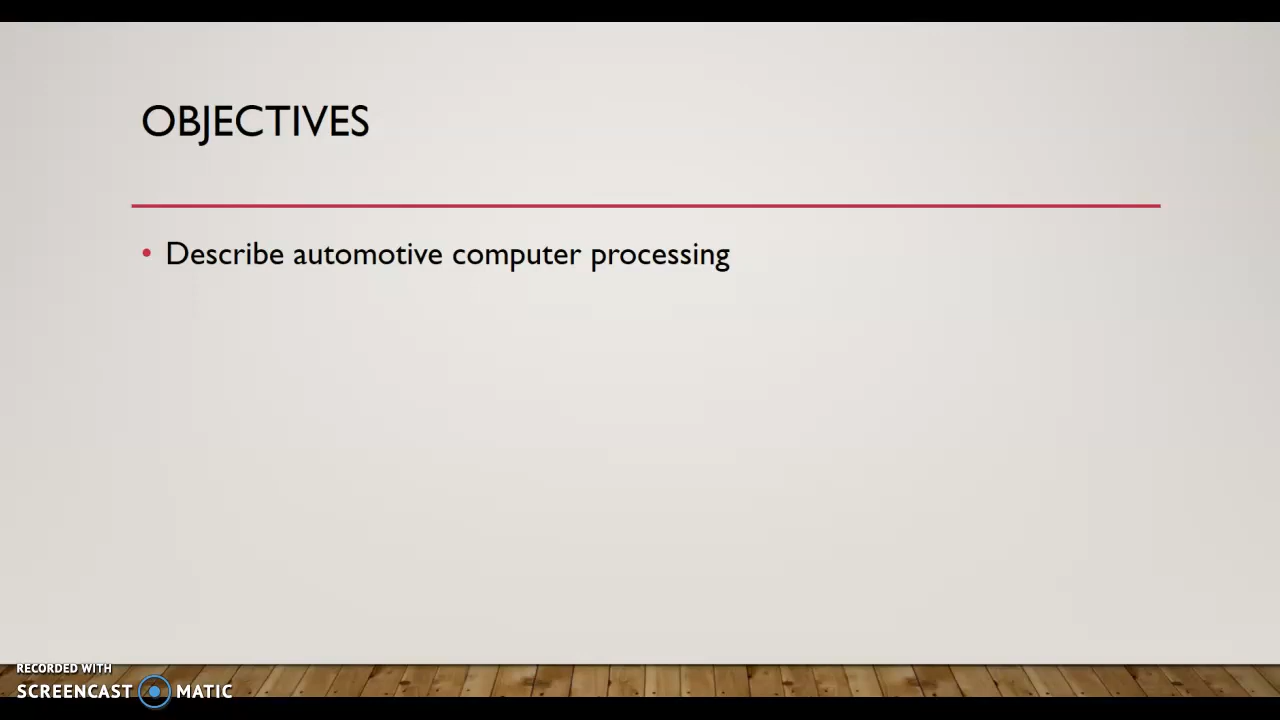 OBJECTIVES
• Describe automotive computer processing
RECORDED WITH
SCREENCAST MATIC